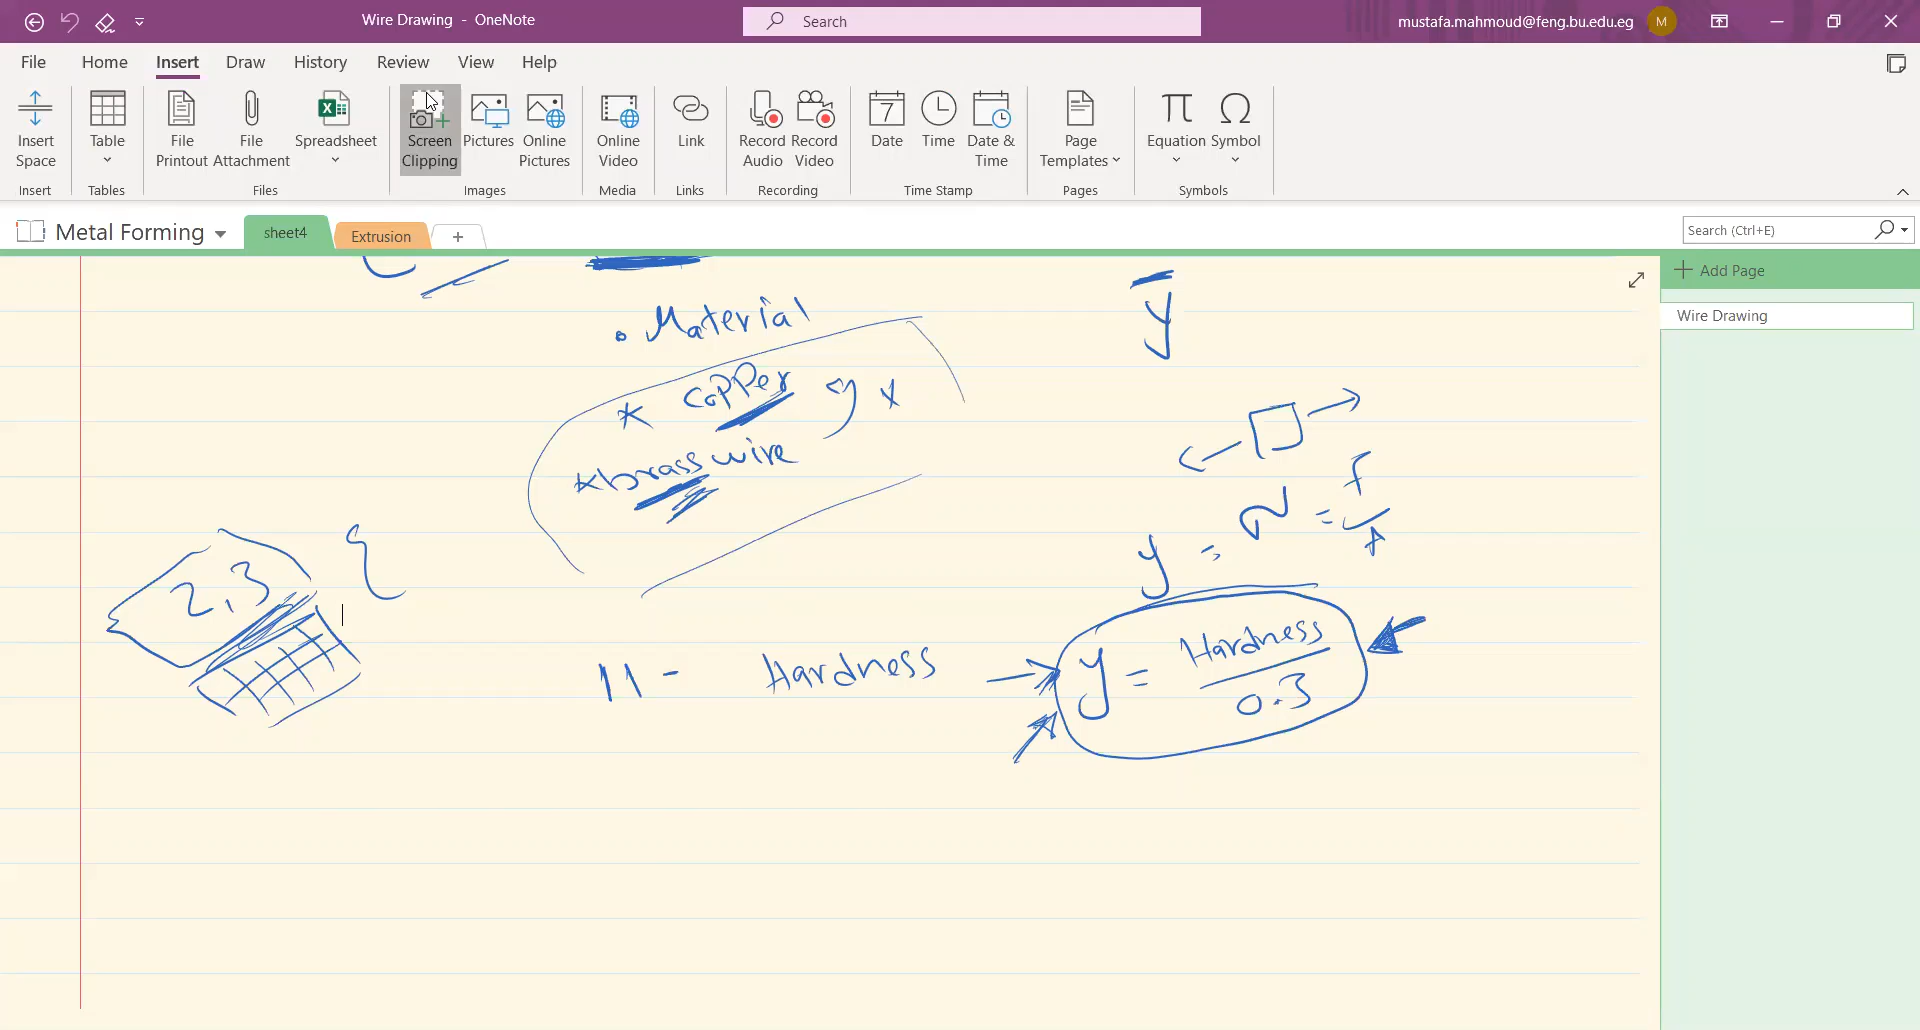 Wire Drawing - OneNote
Search
mustafa.mahmoud@feng.bu.edu.eg
M
File Home Insert Draw History Review View Help
Insert Space
Table
File Printout
File Attachment
Spreadsheet
Screen Clipping
Pictures
Online Pictures
Online Video
Link
Record Audio
Record Video
7
Date
Time
Date & Time
Page Templates
π
Equation
Ω
Symbol
Insert Tables Files Images Media Links Recording Time Stamp Pages Symbols
Metal Forming sheet4 Extrusion +
Search (Ctrl+E)
Add Page
Wire Drawing
• Material
y
* copper
x
* brass wire
y = σ = F/A
2,3
11 - Hardness → y = Hardness/0.3